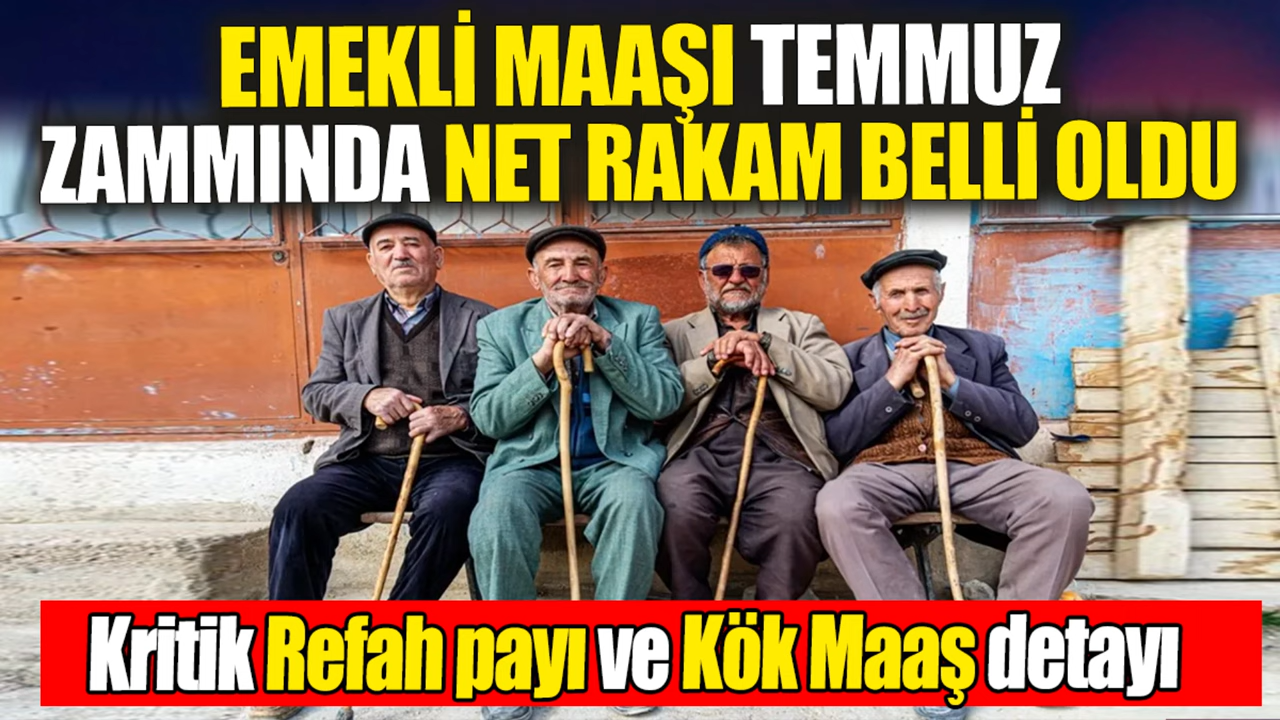 EMEKLİ MAAŞI TEMMUZ
ZAMMINDA NET RAKAM BELLİ OLDU
Kritik Refah payı ve Kök Maaş detayı